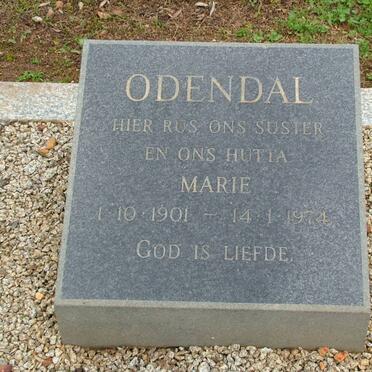 ODENDAL
HIER RUS ONS SUSTER
EN ONS HUTTA
MARIE
1·10·1901 – 14·1·1974
GOD IS LIEFDE.